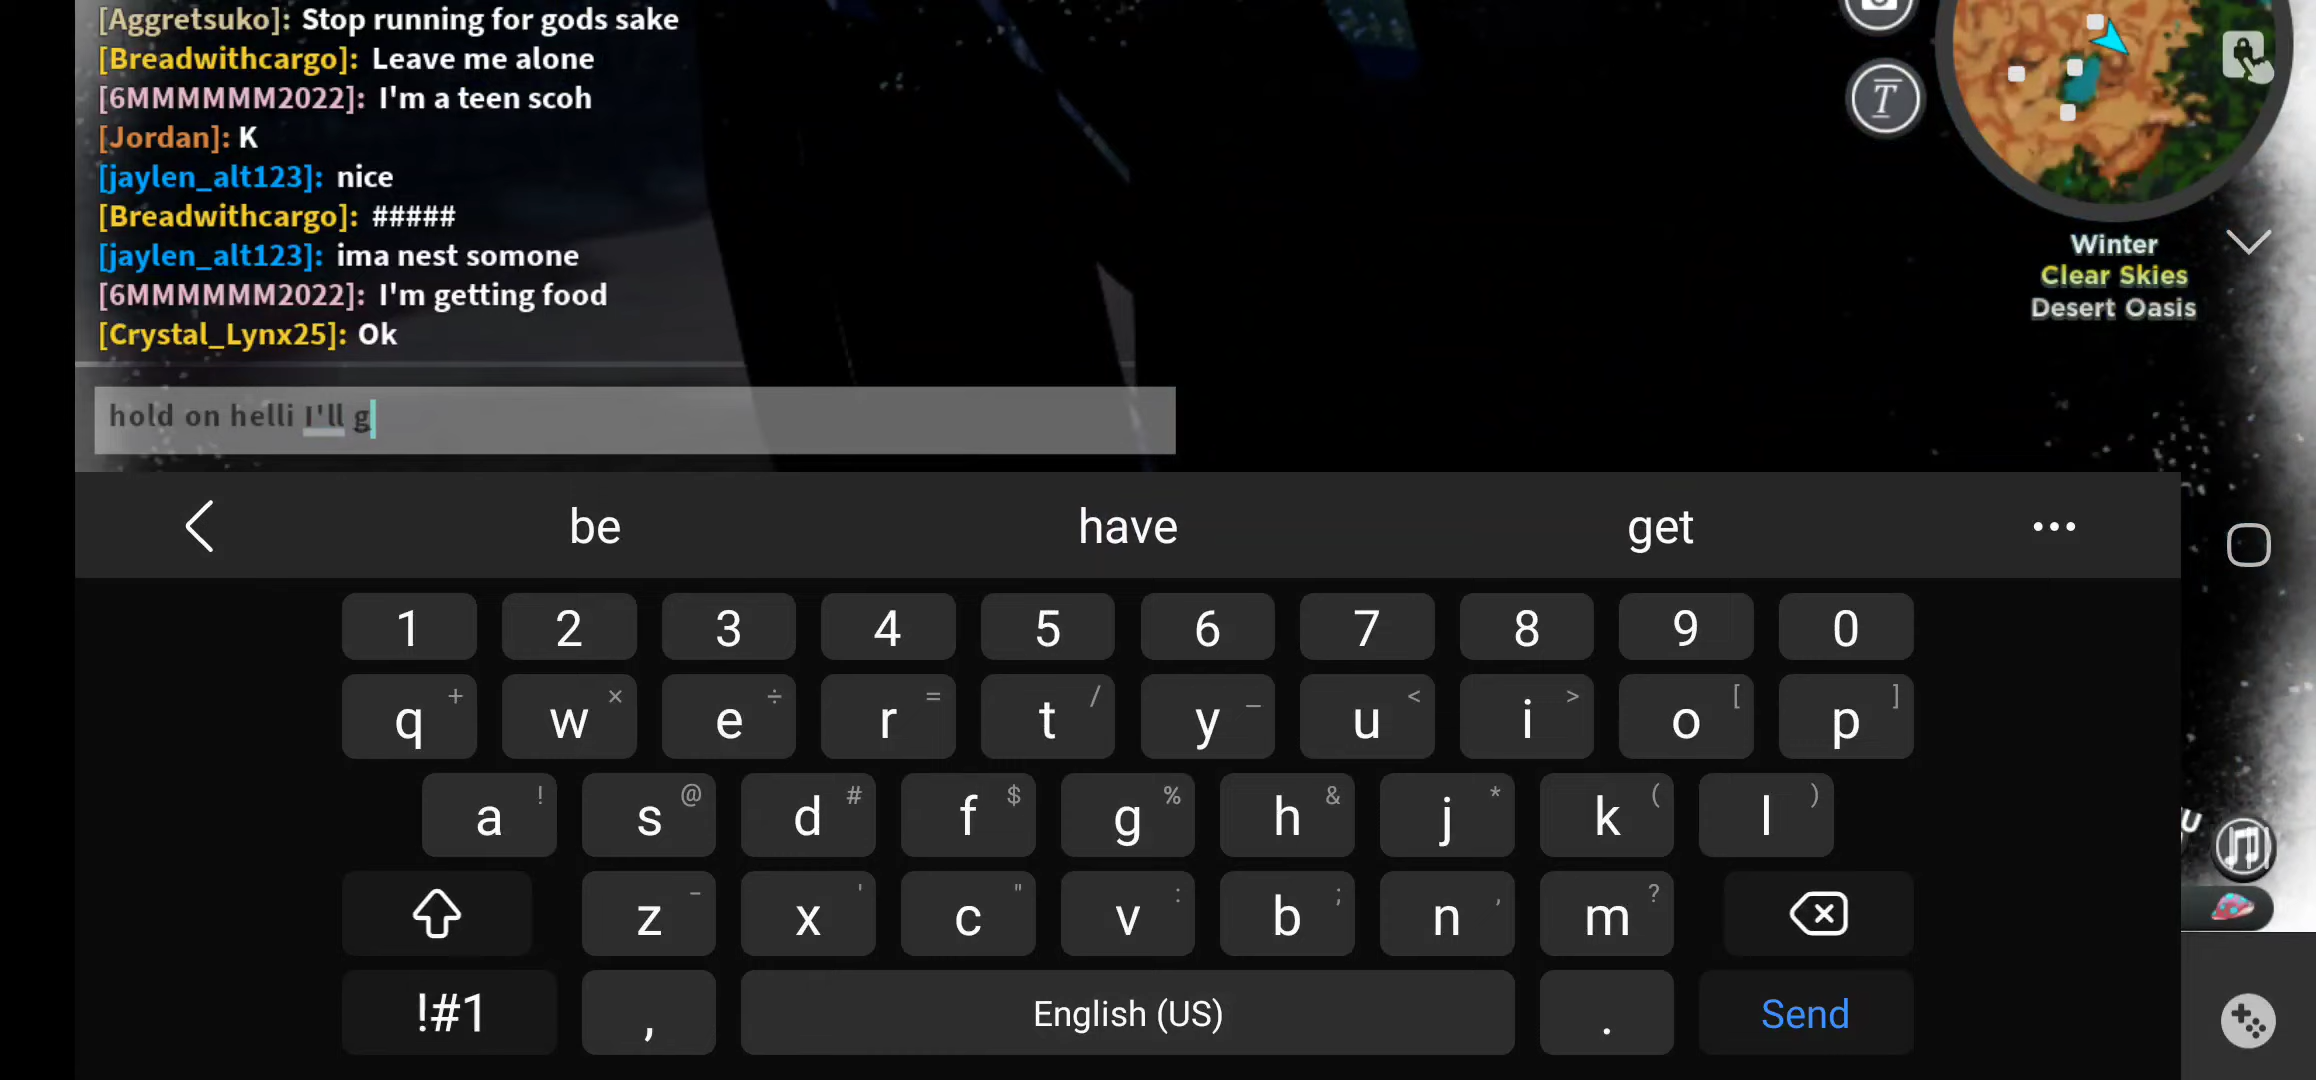 [Aggretsuko]: Stop running for gods sake
[Breadwithcargo]: Leave me alone
[6MMMMMM2022]: I'm a teen scoh
[Jordan]: K
[jaylen_alt123]: nice
[Breadwithcargo]: #####
[jaylen_alt123]: ima nest somone
[6MMMMMM2022]: I'm getting food
[Crystal_Lynx25]: Ok
T
Winter
Clear Skies
Desert Oasis
hold on helli I'll g
be have get ...
1 2 3 4 5 6 7 8 9 0
+ × ÷ = / _ < > [ ]
q w e r t y u i o p
! @ # $ % & * ( )
a s d f g h j k l
- ' " : ; , ?
z x c v b n m
!#1 , English (US) . Send